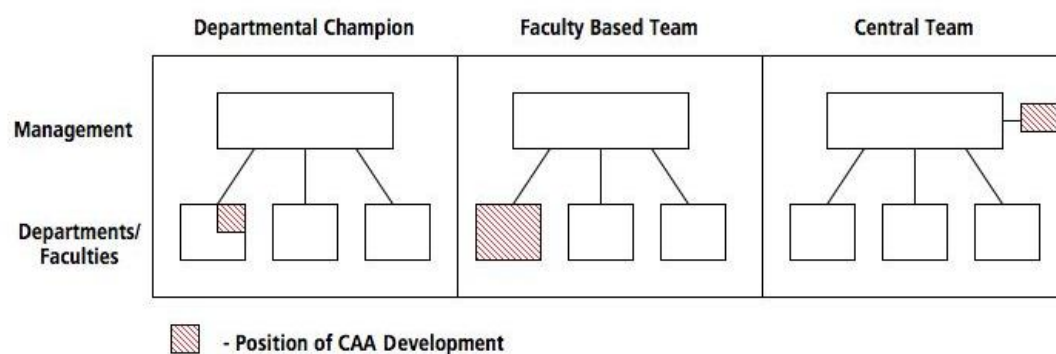 Departmental Champion
Faculty Based Team
Central Team
Management
Departments/
Faculties
- Position of CAA Development